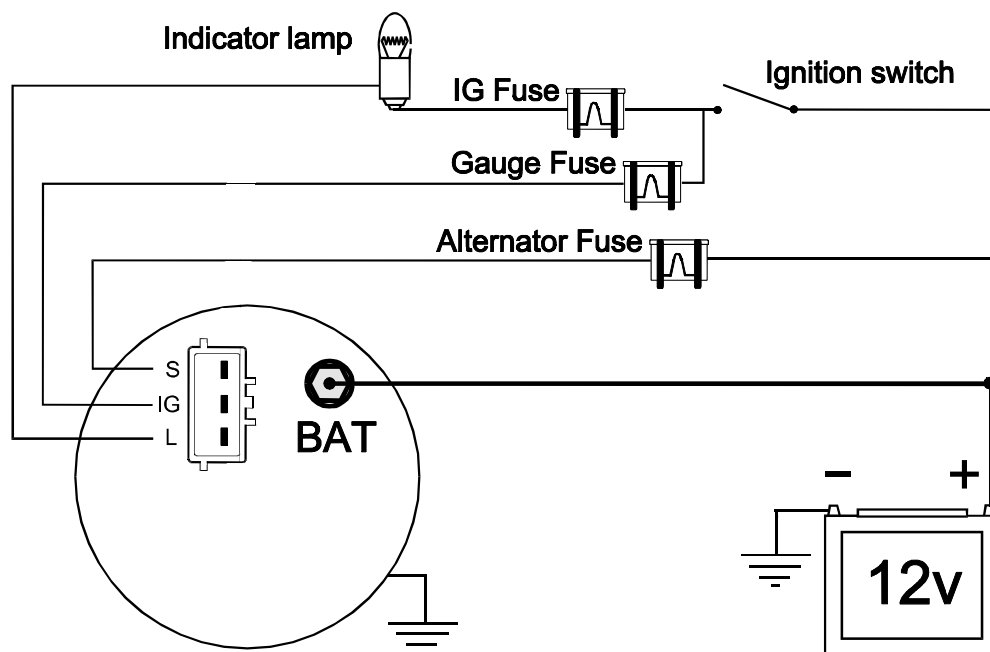 Indicator lamp
IG Fuse
Ignition switch
Gauge Fuse
Alternator Fuse
S
IG
L
BAT
- +
12v